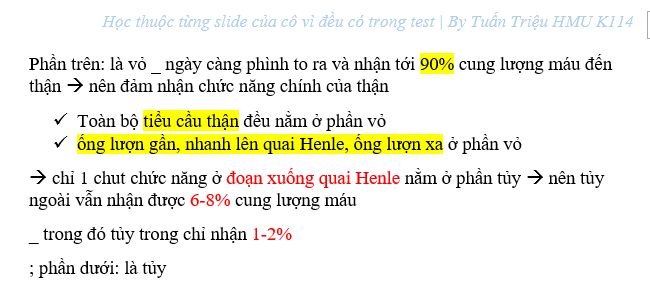 Học thuộc từng slide của cô vì đều có trong test | By Tuấn Triệu HMU K114
Phần trên: là vỏ _ ngày càng phình to ra và nhận tới 90% cung lượng máu đến
thận → nên đảm nhận chức năng chính của thận
✓ Toàn bộ tiểu cầu thận đều nằm ở phần vỏ
✓ ống lượn gần, nhanh lên quai Henle, ống lượn xa ở phần vỏ
→ chỉ 1 chut chức năng ở đoạn xuống quai Henle nằm ở phần tủy → nên tủy
ngoài vẫn nhận được 6-8% cung lượng máu
_ trong đó tủy trong chỉ nhận 1-2%
; phần dưới: là tủy